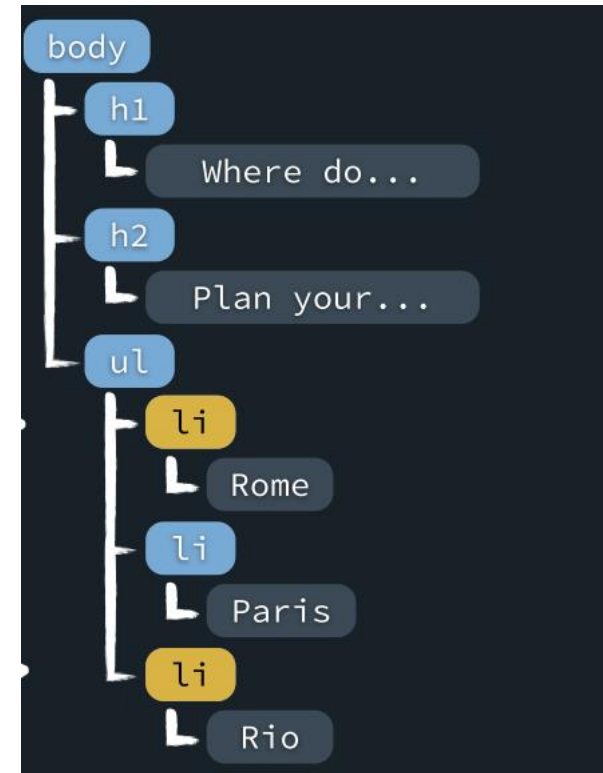 body
h1
Where do...
h2
Plan your...
ul
li
Rome
li
Paris
li
Rio